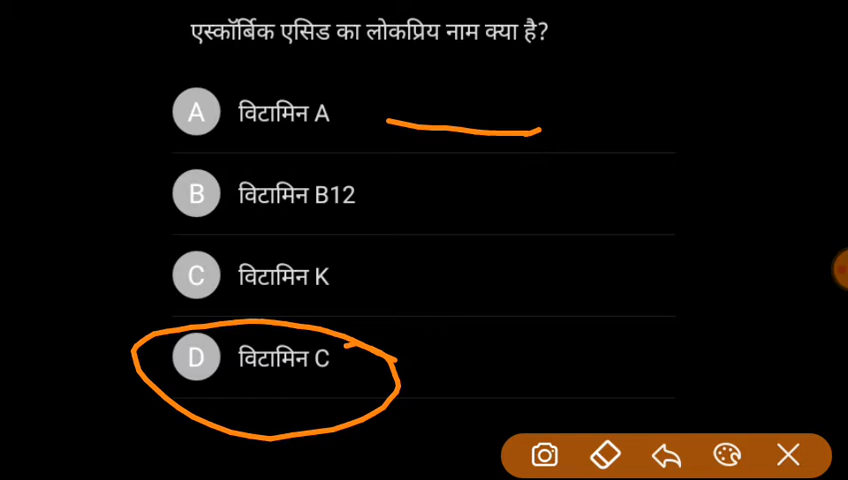 एस्कॉर्बिक एसिड का लोकप्रिय नाम क्या है?
A विटामिन A
B विटामिन B12
C विटामिन K
D विटामिन C